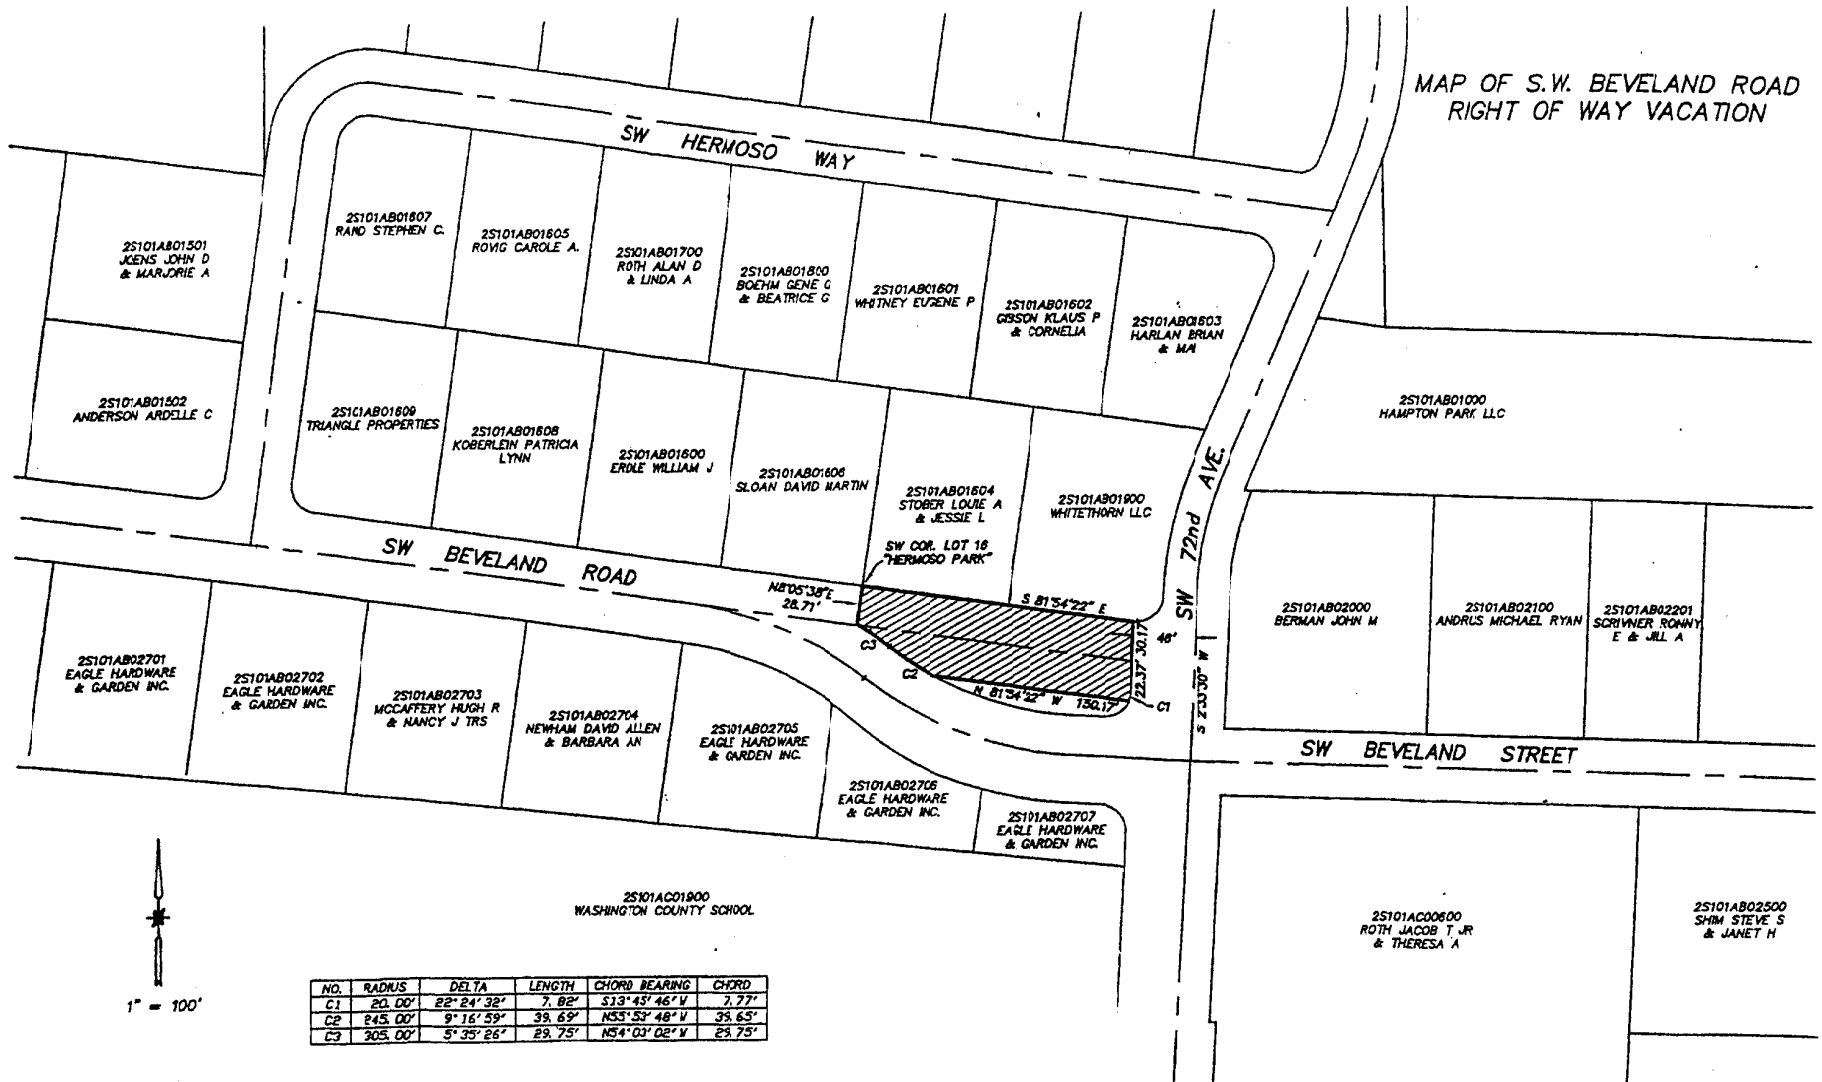 MAP OF S.W. BEVELAND ROAD
RIGHT OF WAY VACATION
SW HERMOSO WAY
2S101AB01501
JOENS JOHN D
& MARJORIE A
2S101AB01607
RAND STEPHEN C.
2S101AB01605
ROVIG CAROLE A.
2S101AB01700
ROTH ALAN D
& LINDA A
2S101AB01800
BOEHM GENE G
& BEATRICE G
2S101AB01601
WHITNEY EUGENE P
2S101AB01602
GIBSON KLAUS P
& CORNELIA
2S101AB01603
HARLAN BRIAN
& MAI
2S101AB01000
HAMPTON PARK LLC
2S101AB01502
ANDERSON ARDELLE C
2S101AB01609
TRIANGLE PROPERTIES
2S101AB01608
KOBERLEIN PATRICIA
LYNN
2S101AB01600
ERDLE WILLIAM J
2S101AB01606
SLOAN DAVID MARTIN
2S101AB01604
STOBER LOUIE A
& JESSIE L
2S101AB01900
WHITETHORN LLC
SW 72nd AVE.
SW COR. LOT 16
"HERMOSO PARK"
SW BEVELAND ROAD
N8°05'38"E
28.71'
S 81°54'22" E
46'
30.17'
22.37'
C3
C2
N 81°54'22" W 130.17'
C1
S 2°33'30" W
2S101AB02000
BERMAN JOHN M
2S101AB02100
ANDRUS MICHAEL RYAN
2S101AB02201
SCRIVNER RONNY
E & JILL A
2S101AB02701
EAGLE HARDWARE
& GARDEN INC.
2S101AB02702
EAGLE HARDWARE
& GARDEN INC.
2S101AB02703
MCCAFFERY HUGH R
& NANCY J TRS
2S101AB02704
NEWHAM DAVID ALLEN
& BARBARA AN
2S101AB02705
EAGLE HARDWARE
& GARDEN INC.
2S101AB02706
EAGLE HARDWARE
& GARDEN INC.
2S101AB02707
EAGLE HARDWARE
& GARDEN INC.
SW BEVELAND STREET
2S101AC01900
WASHINGTON COUNTY SCHOOL
2S101AC00600
ROTH JACOB T JR
& THERESA A
2S101AB02500
SHIM STEVE S
& JANET H
1" = 100'
NO. RADIUS DELTA LENGTH CHORD BEARING CHORD
C1 20.00' 22°24'32" 7.82' S13°45'46"W 7.77'
C2 245.00' 9°16'59" 39.69' N55°53'48"W 39.65'
C3 305.00' 5°35'26" 29.75' N54°03'02"W 29.75'